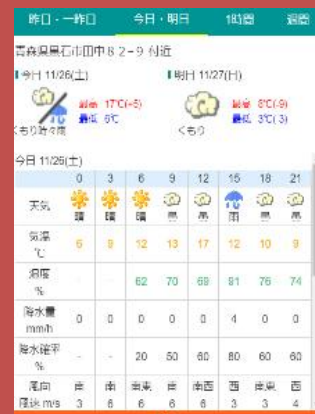 昨日・一昨日 今日・明日 1時間 週間
青森県黒石市田中82-9 付近
今日 11/26(土) 明日 11/27(日)
最高 17℃(+5) 最高 8℃(-9)
最低 6℃ 最低 3℃(-3)
くもり時々雨 くもり
今日 11/26(土)
0 3 6 9 12 15 18 21
天気 晴 晴 晴 曇 曇 雨 曇 曇
気温 ℃ 6 9 12 13 17 12 10 9
湿度 % - - 62 70 69 91 76 74
降水量 mm/h 0 0 0 0 0 4 0 0
降水確率 % - - 20 50 60 80 60 60
風向 南 南 南東 南 南西 西 南東 西
風速 m/s 3 6 6 6 6 3 3 4